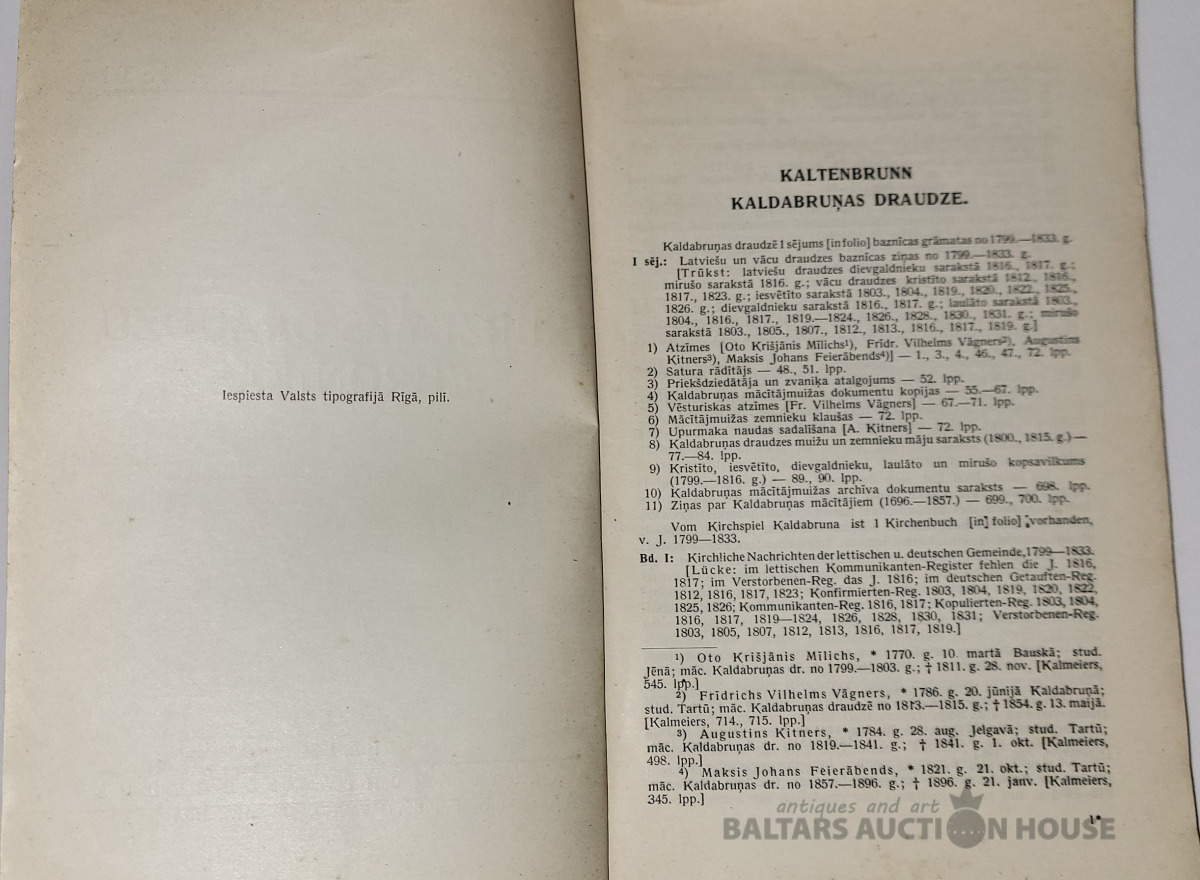 Iespiesta Valsts tipografijā Rīgā, pilī.
KALTENBRUNN
KALDABRUŅAS DRAUDZE.
Kaldabruņas draudzē 1 sējums [in folio] baznīcas grāmatas no 1799.—1833. g.
I sēj.: Latviešu un vācu draudzes baznīcas ziņas no 1799.—1833. g.
[Trūkst: latviešu draudzes dievgaldnieku sarakstā 1816., 1817. g.;
mirušo sarakstā 1816. g.; vācu draudzes kristīto sarakstā 1812., 1816.,
1817., 1823. g.; iesvētīto sarakstā 1803., 1804., 1819., 1820., 1822., 1825.,
1826. g.; dievgaldnieku sarakstā 1816., 1817. g.; laulāto sarakstā 1803.,
1804., 1816., 1817., 1819.—1824., 1826., 1828., 1830., 1831. g.; mirušo
sarakstā 1803., 1805., 1807., 1812., 1813., 1816., 1817., 1819. g.]
1) Atzīmes [Oto Krišjānis Mīlichs¹), Frīdr. Vilhelms Vāgners²), Augustins
Ķitners³), Maksis Johans Feierābends⁴)] — 1., 3., 4., 46., 47., 72. lpp.
2) Satura rādītājs — 48., 51. lpp.
3) Priekšdziedātāja un zvaniķa atalgojums — 52. lpp.
4) Kaldabruņas mācītājmuižas dokumentu kopijas — 55.—67. lpp.
5) Vēsturiskas atzīmes [Fr. Vilhelms Vāgners] — 67.—71. lpp.
6) Mācītājmuižas zemnieku klaušas — 72. lpp.
7) Upurmaka naudas sadalīšana [A. Ķitners] — 72. lpp.
8) Kaldabruņas draudzes muižu un zemnieku māju saraksts (1800., 1815. g.) —
77.—84. lpp.
9) Kristīto, iesvētīto, dievgaldnieku, laulāto un mirušo kopsavilkums
(1799.—1816. g.) — 89., 90. lpp.
10) Kaldabruņas mācītājmuižas archīva dokumentu saraksts — 698. lpp.
11) Ziņas par Kaldabruņas mācītājiem (1696.—1857.) — 699., 700. lpp.
Vom Kirchspiel Kaldabruna ist 1 Kirchenbuch [in folio] vorhanden,
v. J. 1799—1833.
Bd. I: Kirchliche Nachrichten der lettischen u. deutschen Gemeinde, 1799—1833.
[Lücke: im lettischen Kommunikanten-Register fehlen die J. 1816,
1817; im Verstorbenen-Reg. das J. 1816; im deutschen Getauften-Reg.
1812, 1816, 1817, 1823; Konfirmierten-Reg. 1803, 1804, 1819, 1820, 1822,
1825, 1826; Kommunikanten-Reg. 1816, 1817; Kopulierten-Reg. 1803, 1804,
1816, 1817, 1819—1824, 1826, 1828, 1830, 1831; Verstorbenen-Reg.
1803, 1805, 1807, 1812, 1813, 1816, 1817, 1819.]
¹) Oto Krišjānis Mīlichs, * 1770. g. 10. martā Bauskā; stud.
Jēnā; māc. Kaldabruņas dr. no 1799.—1803. g.; † 1811. g. 28. nov. [Kalmeiers,
545. lpp.]
²) Frīdrichs Vilhelms Vāgners, * 1786. g. 20. jūnijā Kaldabruņā;
stud. Tartū; māc. Kaldabruņas draudzē no 1813.—1815. g.; † 1854. g. 13. maijā.
[Kalmeiers, 714., 715. lpp.]
³) Augustins Ķitners, * 1784. g. 28. aug. Jelgavā; stud. Tartū;
māc. Kaldabruņas dr. no 1819.—1841. g.; † 1841. g. 1. okt. [Kalmeiers,
498. lpp.]
⁴) Maksis Johans Feierābends, * 1821. g. 21. okt.; stud. Tartū;
māc. Kaldabruņas dr. no 1857.—1896. g.; † 1896. g. 21. janv. [Kalmeiers,
345. lpp.]
1*
antiques and art
BALTARS AUCTION HOUSE